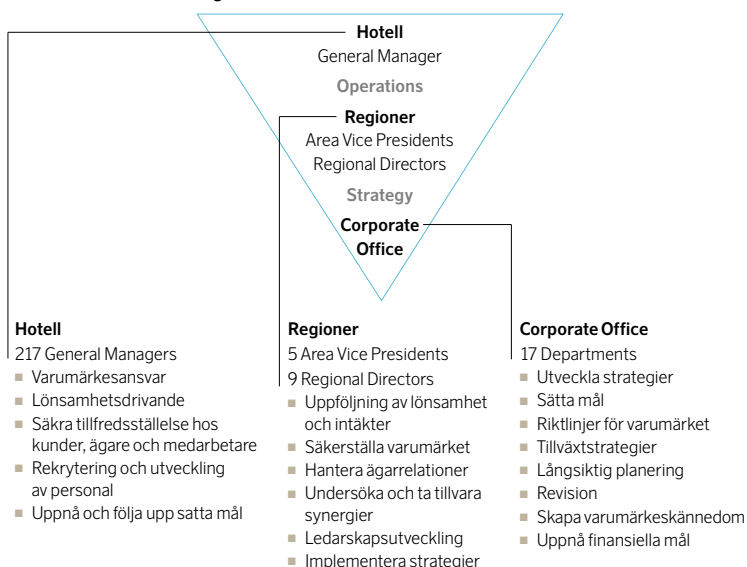 Hotell
General Manager
Operations
Regioner
Area Vice Presidents
Regional Directors
Strategy
Corporate
Office
Hotell
217 General Managers
Varumärkesansvar
Lönsamhetsdrivande
Säkra tillfredsställelse hos
kunder, ägare och medarbetare
Rekrytering och utveckling
av personal
Uppnå och följa upp satta mål
Regioner
5 Area Vice Presidents
9 Regional Directors
Uppföljning av lönsamhet
och intäkter
Säkerställa varumärket
Hantera ägarrelationer
Undersöka och ta tillvara
synergier
Ledarskapsutveckling
Implementera strategier
Corporate Office
17 Departments
Utveckla strategier
Sätta mål
Riktlinjer för varumärket
Tillväxtstrategier
Långsiktig planering
Revision
Skapa varumärkeskännedom
Uppnå finansiella mål